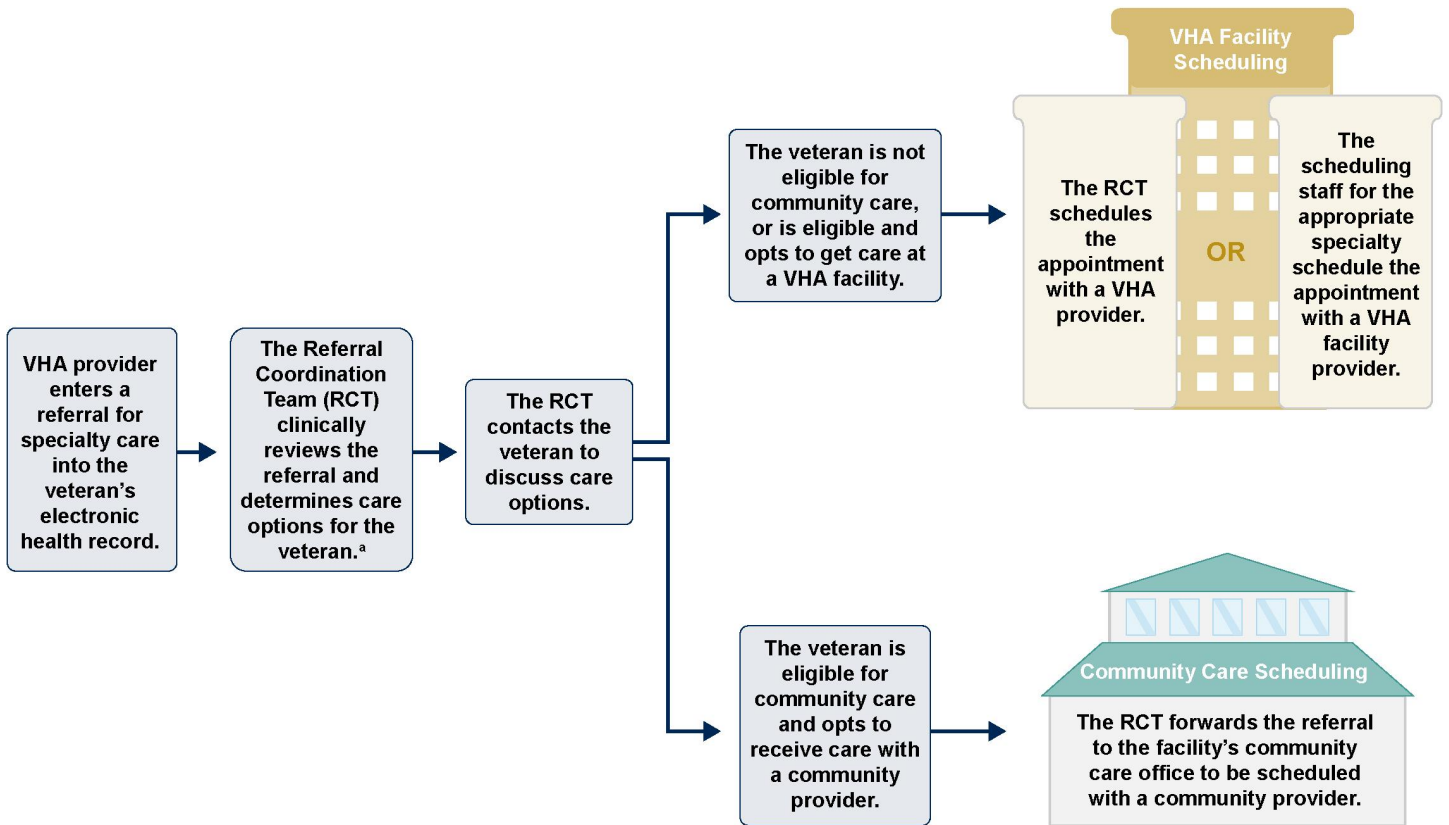 VHA provider
enters a
referral for
specialty care
into the
veteran’s
electronic
health record.
The Referral
Coordination
Team (RCT)
clinically
reviews the
referral and
determines care
options for the
veteran.ᵃ
The RCT
contacts the
veteran to
discuss care
options.
The veteran is not
eligible for
community care,
or is eligible and
opts to get care at
a VHA facility.
VHA Facility
Scheduling
The RCT
schedules
the
appointment
with a VHA
provider.
OR
The
scheduling
staff for the
appropriate
specialty
schedule the
appointment
with a VHA
facility
provider.
The veteran is
eligible for
community care
and opts to
receive care with
a community
provider.
Community Care Scheduling
The RCT forwards the referral
to the facility’s community
care office to be scheduled
with a community provider.